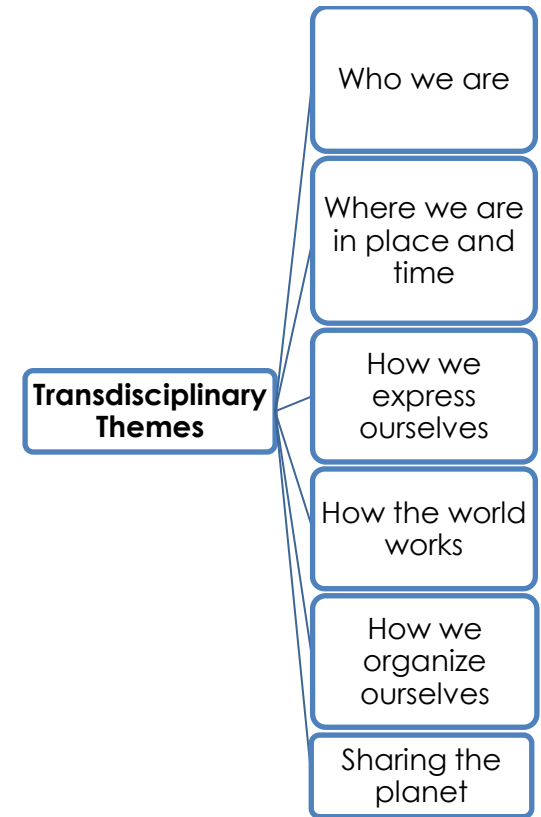 Who we are
Where we are
in place and
time
How we
express
ourselves
Transdisciplinary
Themes
How the world
works
How we
organize
ourselves
Sharing the
planet